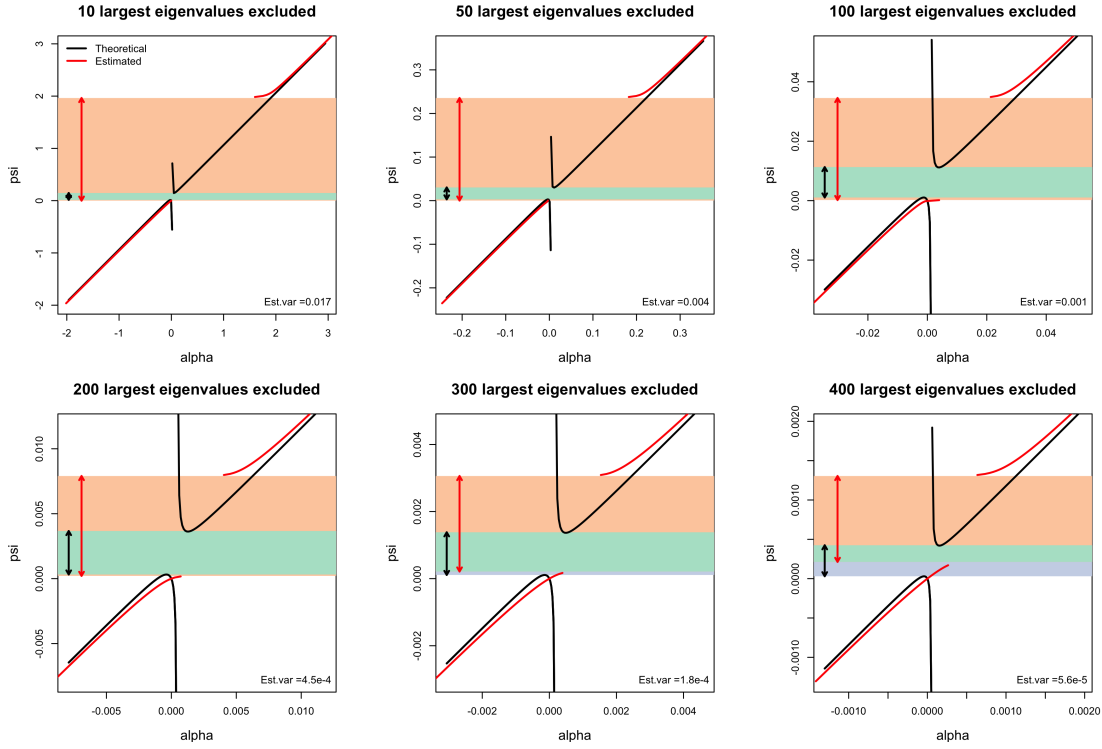 10 largest eigenvalues excluded
psi
3
2
1
0
-1
-2
Theoretical
Estimated
Est.var =0.017
-2 -1 0 1 2 3
alpha
50 largest eigenvalues excluded
psi
0.3
0.2
0.1
0.0
-0.1
-0.2
Est.var =0.004
-0.2 -0.1 0.0 0.1 0.2 0.3
alpha
100 largest eigenvalues excluded
psi
0.04
0.02
0.00
-0.02
Est.var =0.001
-0.02 0.00 0.02 0.04
alpha
200 largest eigenvalues excluded
psi
0.010
0.005
0.000
-0.005
Est.var =4.5e-4
-0.005 0.000 0.005 0.010
alpha
300 largest eigenvalues excluded
psi
0.004
0.002
0.000
-0.002
Est.var =1.8e-4
-0.002 0.000 0.002 0.004
alpha
400 largest eigenvalues excluded
psi
0.0020
0.0010
0.0000
-0.0010
Est.var =5.6e-5
-0.0010 0.0000 0.0010 0.0020
alpha